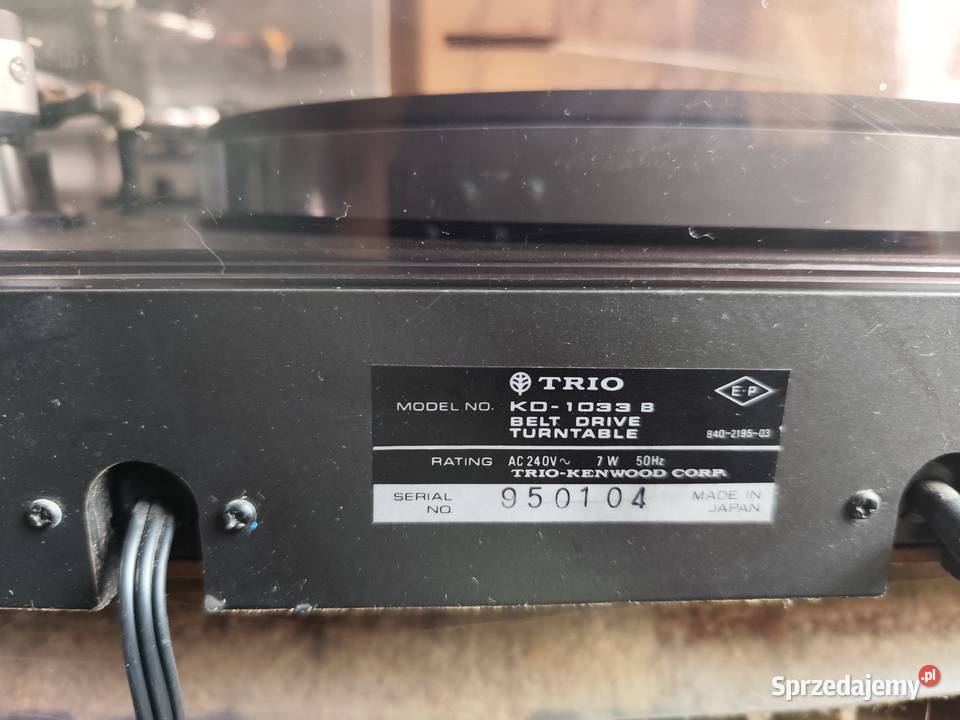 TRIO
E-P
MODEL NO. KD-1033 B
BELT DRIVE
TURNTABLE
B40-2195-03
RATING AC 240V~ 7 W 50Hz
TRIO-KENWOOD CORP.
SERIAL NO. 950104
MADE IN
JAPAN
Sprzedajemy.pl